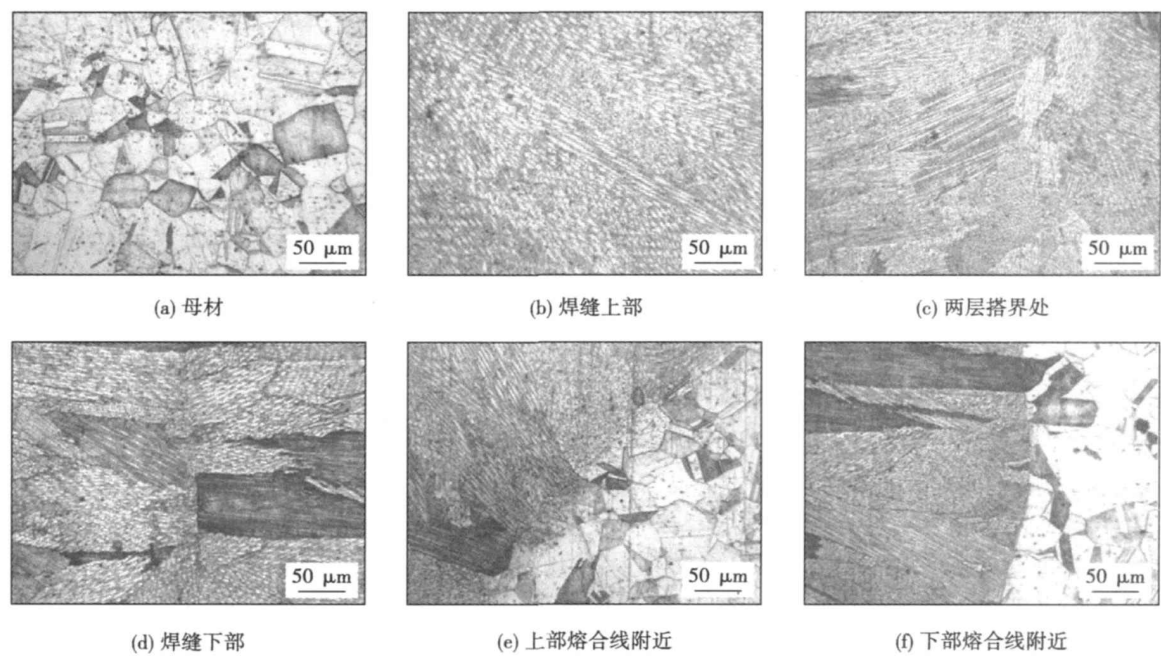 50 μm
50 μm
50 μm
(a) 母材
(b) 焊缝上部
(c) 两层搭界处
50 μm
50 μm
50 μm
(d) 焊缝下部
(e) 上部熔合线附近
(f) 下部熔合线附近